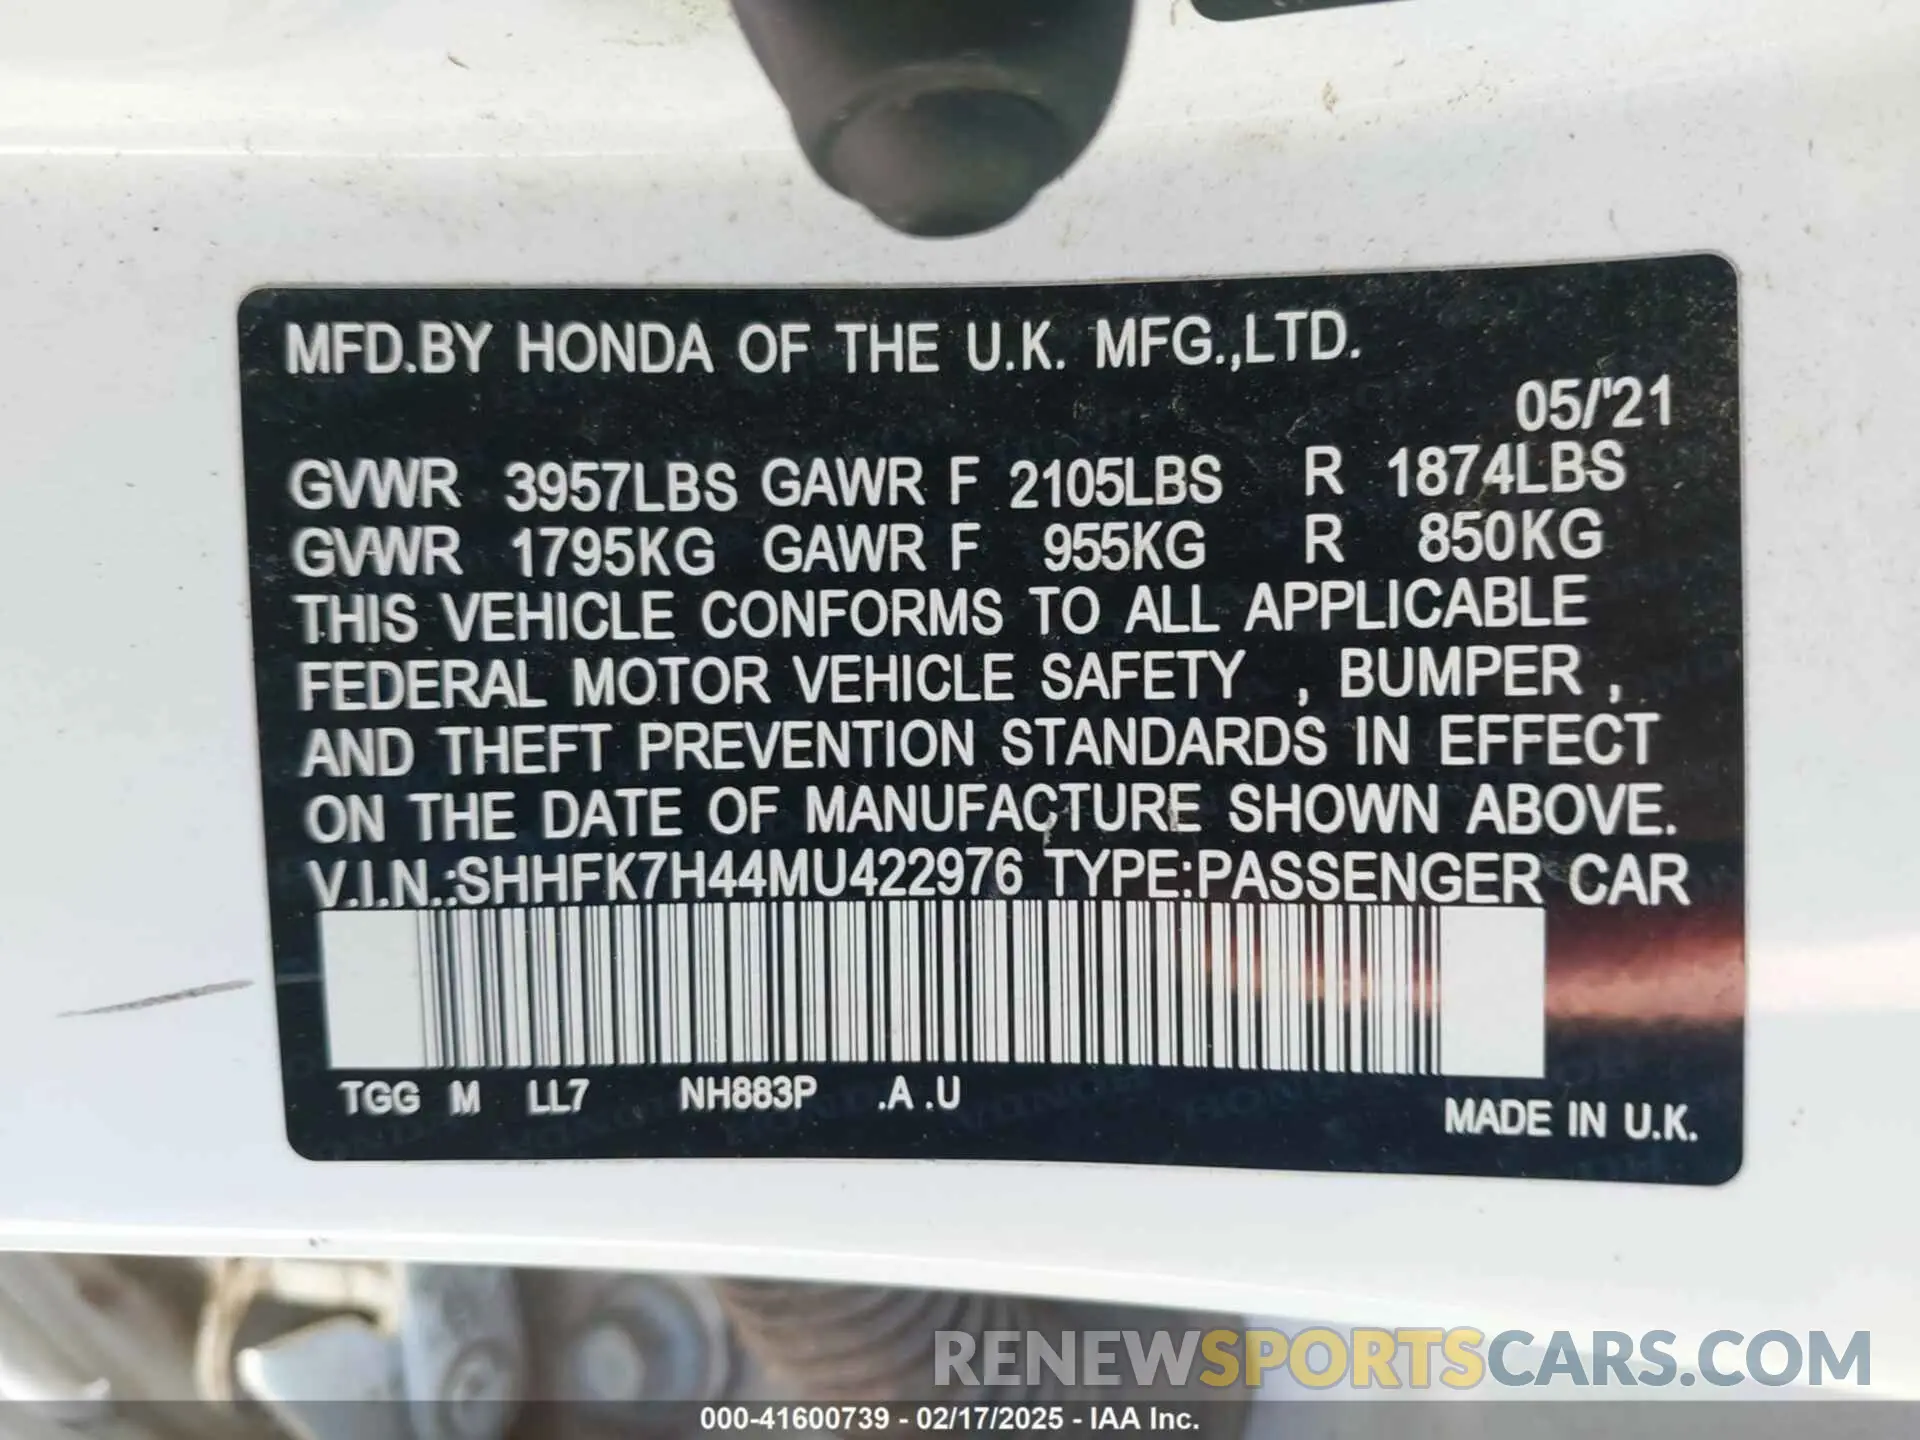 MFD.BY HONDA OF THE U.K. MFG.,LTD.
05/'21
GVWR 3957LBS GAWR F 2105LBS R 1874LBS
GVWR 1795KG GAWR F 955KG R 850KG
THIS VEHICLE CONFORMS TO ALL APPLICABLE
FEDERAL MOTOR VEHICLE SAFETY , BUMPER ,
AND THEFT PREVENTION STANDARDS IN EFFECT
ON THE DATE OF MANUFACTURE SHOWN ABOVE.
V.I.N.:SHHFK7H44MU422976 TYPE:PASSENGER CAR
TGG M LL7 NH883P .A .U
MADE IN U.K.
RENEWSPORTSCARS.COM
000-41600739 - 02/17/2025 - IAA Inc.